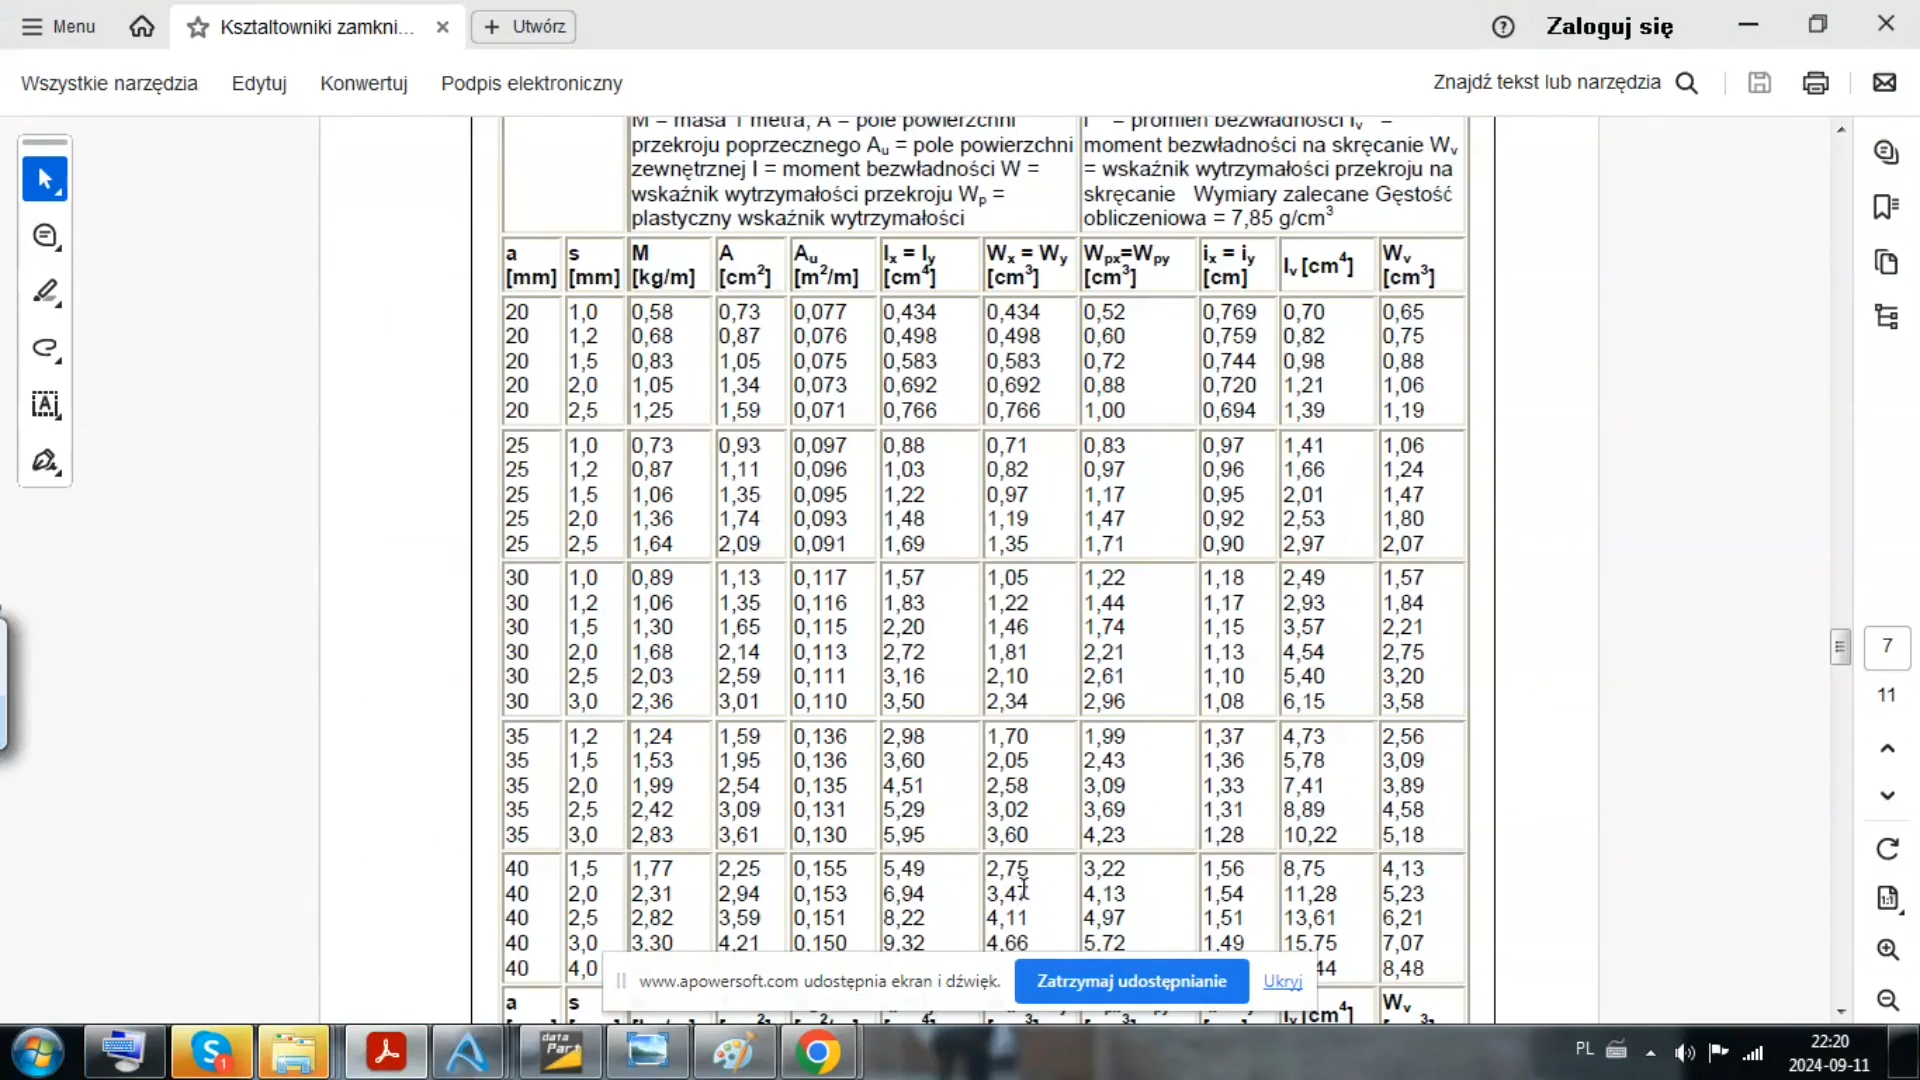 Menu
Kształtowniki zamkni...
Utwórz
Zaloguj się
Wszystkie narzędzia
Edytuj
Konwertuj
Podpis elektroniczny
Znajdź tekst lub narzędzia
M = masa 1 metra, A = pole powierzchni
przekroju poprzecznego Au = pole powierzchni
zewnętrznej I = moment bezwładności W =
wskaźnik wytrzymałości przekroju Wp =
plastyczny wskaźnik wytrzymałości
i = promień bezwładności Iv =
moment bezwładności na skręcanie Wv
= wskaźnik wytrzymałości przekroju na
skręcanie Wymiary zalecane Gęstość
obliczeniowa = 7,85 g/cm3
a [mm] s [mm] M [kg/m] A [cm2] Au [m2/m] Ix = Iy [cm4] Wx = Wy [cm3] Wpx=Wpy [cm3] ix = iy [cm] Iv [cm4] Wv [cm3]
20 1,0 0,58 0,73 0,077 0,434 0,434 0,52 0,769 0,70 0,65
20 1,2 0,68 0,87 0,076 0,498 0,498 0,60 0,759 0,82 0,75
20 1,5 0,83 1,05 0,075 0,583 0,583 0,72 0,744 0,98 0,88
20 2,0 1,05 1,34 0,073 0,692 0,692 0,88 0,720 1,21 1,06
20 2,5 1,25 1,59 0,071 0,766 0,766 1,00 0,694 1,39 1,19
25 1,0 0,73 0,93 0,097 0,88 0,71 0,83 0,97 1,41 1,06
25 1,2 0,87 1,11 0,096 1,03 0,82 0,97 0,96 1,66 1,24
25 1,5 1,06 1,35 0,095 1,22 0,97 1,17 0,95 2,01 1,47
25 2,0 1,36 1,74 0,093 1,48 1,19 1,47 0,92 2,53 1,80
25 2,5 1,64 2,09 0,091 1,69 1,35 1,71 0,90 2,97 2,07
30 1,0 0,89 1,13 0,117 1,57 1,05 1,22 1,18 2,49 1,57
30 1,2 1,06 1,35 0,116 1,83 1,22 1,44 1,17 2,93 1,84
30 1,5 1,30 1,65 0,115 2,20 1,46 1,74 1,15 3,57 2,21
30 2,0 1,68 2,14 0,113 2,72 1,81 2,21 1,13 4,54 2,75
30 2,5 2,03 2,59 0,111 3,16 2,10 2,61 1,10 5,40 3,20
30 3,0 2,36 3,01 0,110 3,50 2,34 2,96 1,08 6,15 3,58
35 1,2 1,24 1,59 0,136 2,98 1,70 1,99 1,37 4,73 2,56
35 1,5 1,53 1,95 0,136 3,60 2,05 2,43 1,36 5,78 3,09
35 2,0 1,99 2,54 0,135 4,51 2,58 3,09 1,33 7,41 3,89
35 2,5 2,42 3,09 0,131 5,29 3,02 3,69 1,31 8,89 4,58
35 3,0 2,83 3,61 0,130 5,95 3,60 4,23 1,28 10,22 5,18
40 1,5 1,77 2,25 0,155 5,49 2,75 3,22 1,56 8,75 4,13
40 2,0 2,31 2,94 0,153 6,94 3,47 4,13 1,54 11,28 5,23
40 2,5 2,82 3,59 0,151 8,22 4,11 4,97 1,51 13,61 6,21
40 3,0 3,30 4,21 0,150 9,32 4,66 5,72 1,49 15,75 7,07
40 4,0 44 8,48
a s Iv [cm4] Wv
www.apowersoft.com udostępnia ekran i dźwięk.
Zatrzymaj udostępnianie
Ukryj
7
11
data
Part
PL
22:20
2024-09-11